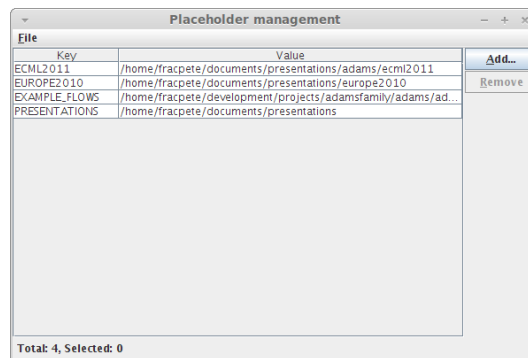 Placeholder management
File
Key Value
ECML2011 /home/fracpete/documents/presentations/adams/ecml2011
EUROPE2010 /home/fracpete/documents/presentations/europe2010
EXAMPLE_FLOWS /home/fracpete/development/projects/adamsfamily/adams/ad...
PRESENTATIONS /home/fracpete/documents/presentations
Add...
Remove
Total: 4, Selected: 0